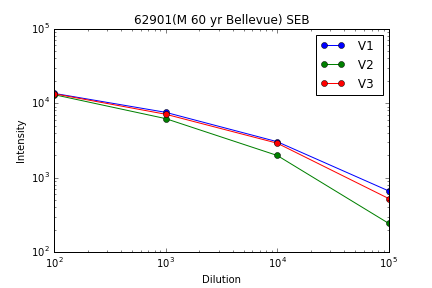 62901(M 60 yr Bellevue) SEB
10^5
10^4
10^3
10^2
Intensity
V1
V2
V3
10^2 10^3 10^4 10^5
Dilution